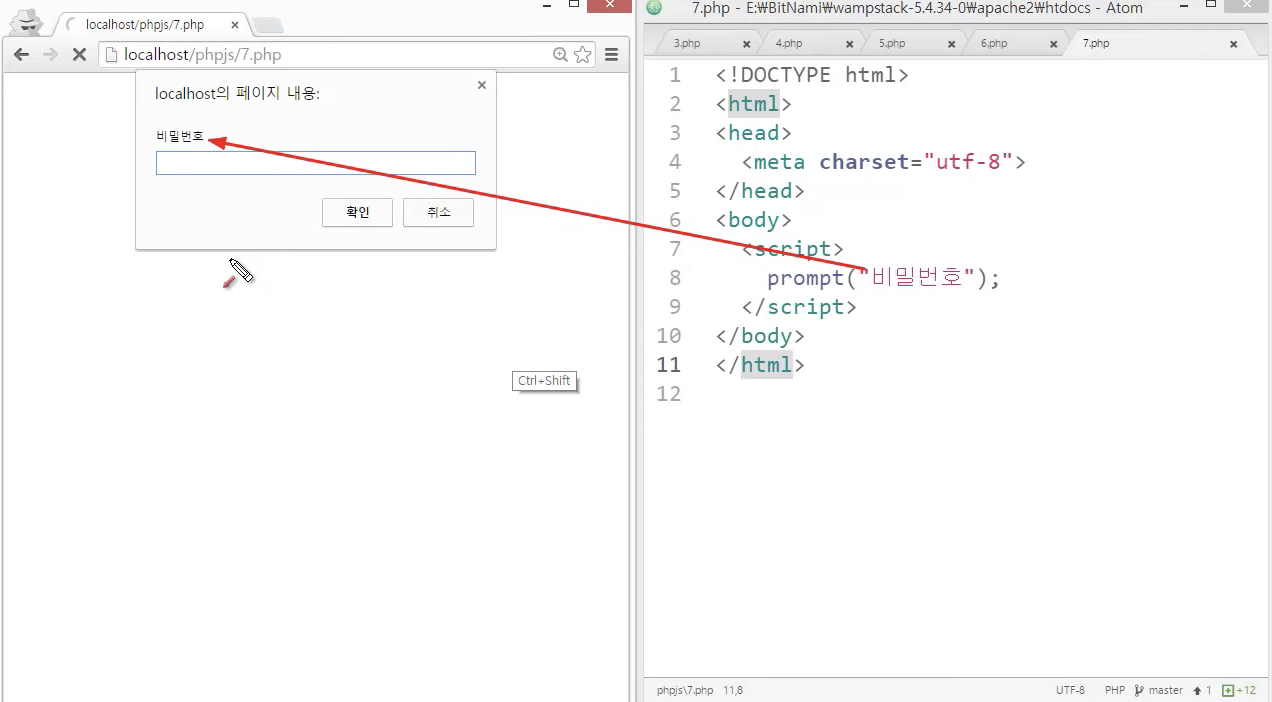 localhost/phpjs/7.php
localhost/phpjs/7.php
localhost의 페이지 내용:
비밀번호
확인 취소
Ctrl+Shift
7.php - E:₩BitNami₩wampstack-5.4.34-0₩apache2₩htdocs - Atom
3.php 4.php 5.php 6.php 7.php
1 <!DOCTYPE html>
2 <html>
3 <head>
4 <meta charset="utf-8">
5 </head>
6 <body>
7 <script>
8 prompt("비밀번호");
9 </script>
10 </body>
11 </html>
12
phpjs\7.php 11,8 UTF-8 PHP master 1 +12